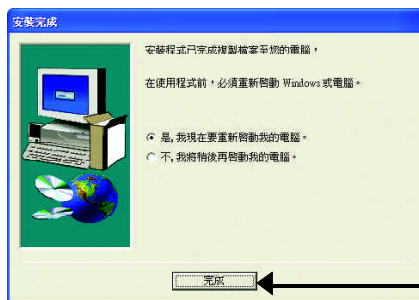 安裝完成
安裝程式已完成複製檔案至您的電腦，
在使用程式前，必須重新啓動 Windows 或電腦。
是, 我現在要重新啓動我的電腦。
不, 我將稍後再啓動我的電腦。
完成